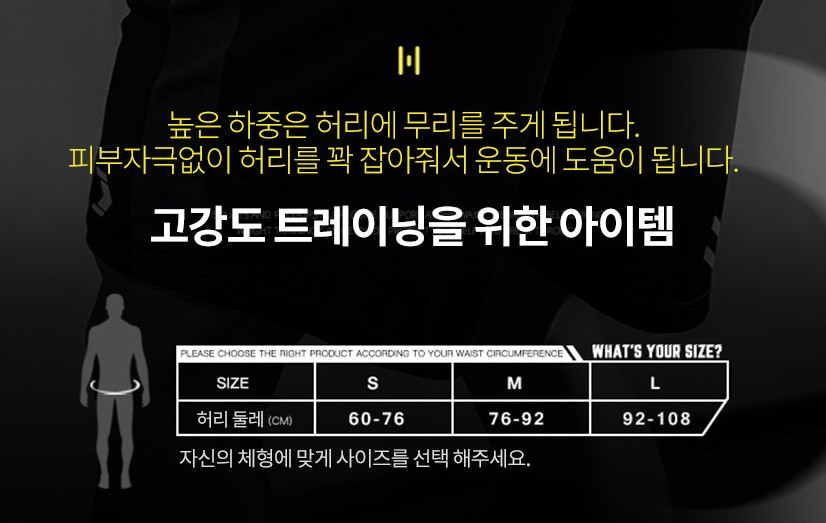 높은 하중은 허리에 무리를 주게 됩니다.
피부자극없이 허리를 꽉 잡아줘서 운동에 도움이 됩니다.
고강도 트레이닝을 위한 아이템
PLEASE CHOOSE THE RIGHT PRODUCT ACCORDING TO YOUR WAIST CIRCUMFERENCE WHAT'S YOUR SIZE?
SIZE S M L
허리 둘레 (CM) 60-76 76-92 92-108
자신의 체형에 맞게 사이즈를 선택 해주세요.